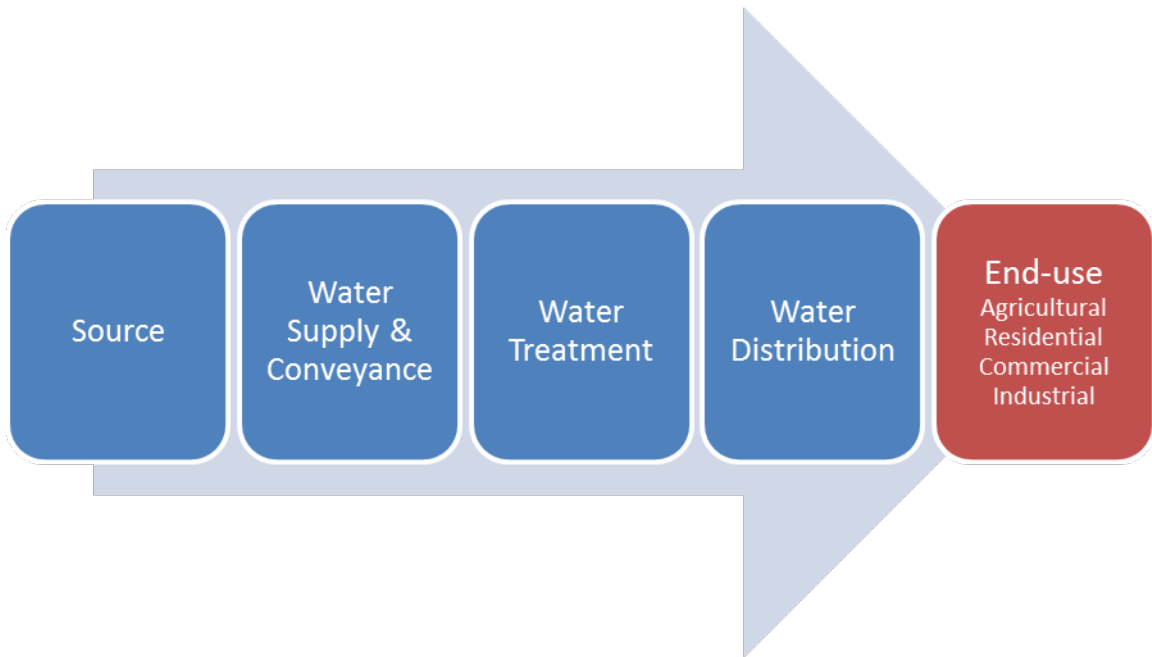 Source
Water
Supply &
Conveyance
Water
Treatment
Water
Distribution
End-use
Agricultural
Residential
Commercial
Industrial